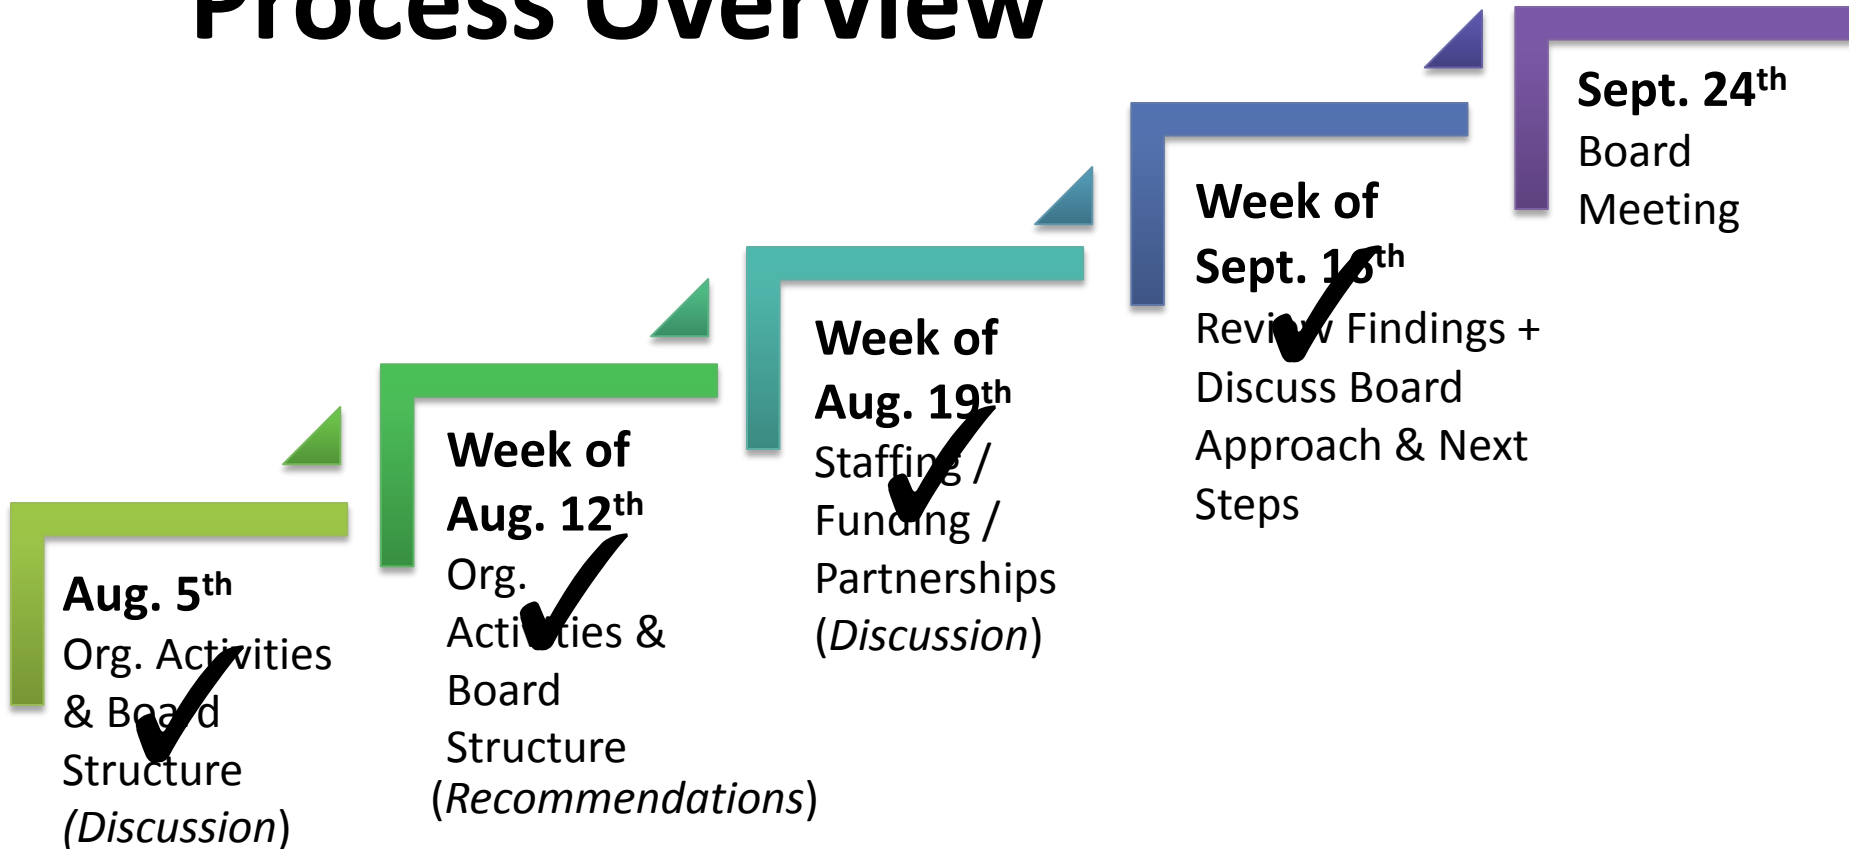 Process Overview
Aug. 5th
Org. Activities
& Board
Structure
(Discussion)
Week of
Aug. 12th
Org.
Activities &
Board
Structure
(Recommendations)
Week of
Aug. 19th
Staffing /
Funding /
Partnerships
(Discussion)
Week of
Sept. 16th
Review Findings +
Discuss Board
Approach & Next
Steps
Sept. 24th
Board
Meeting